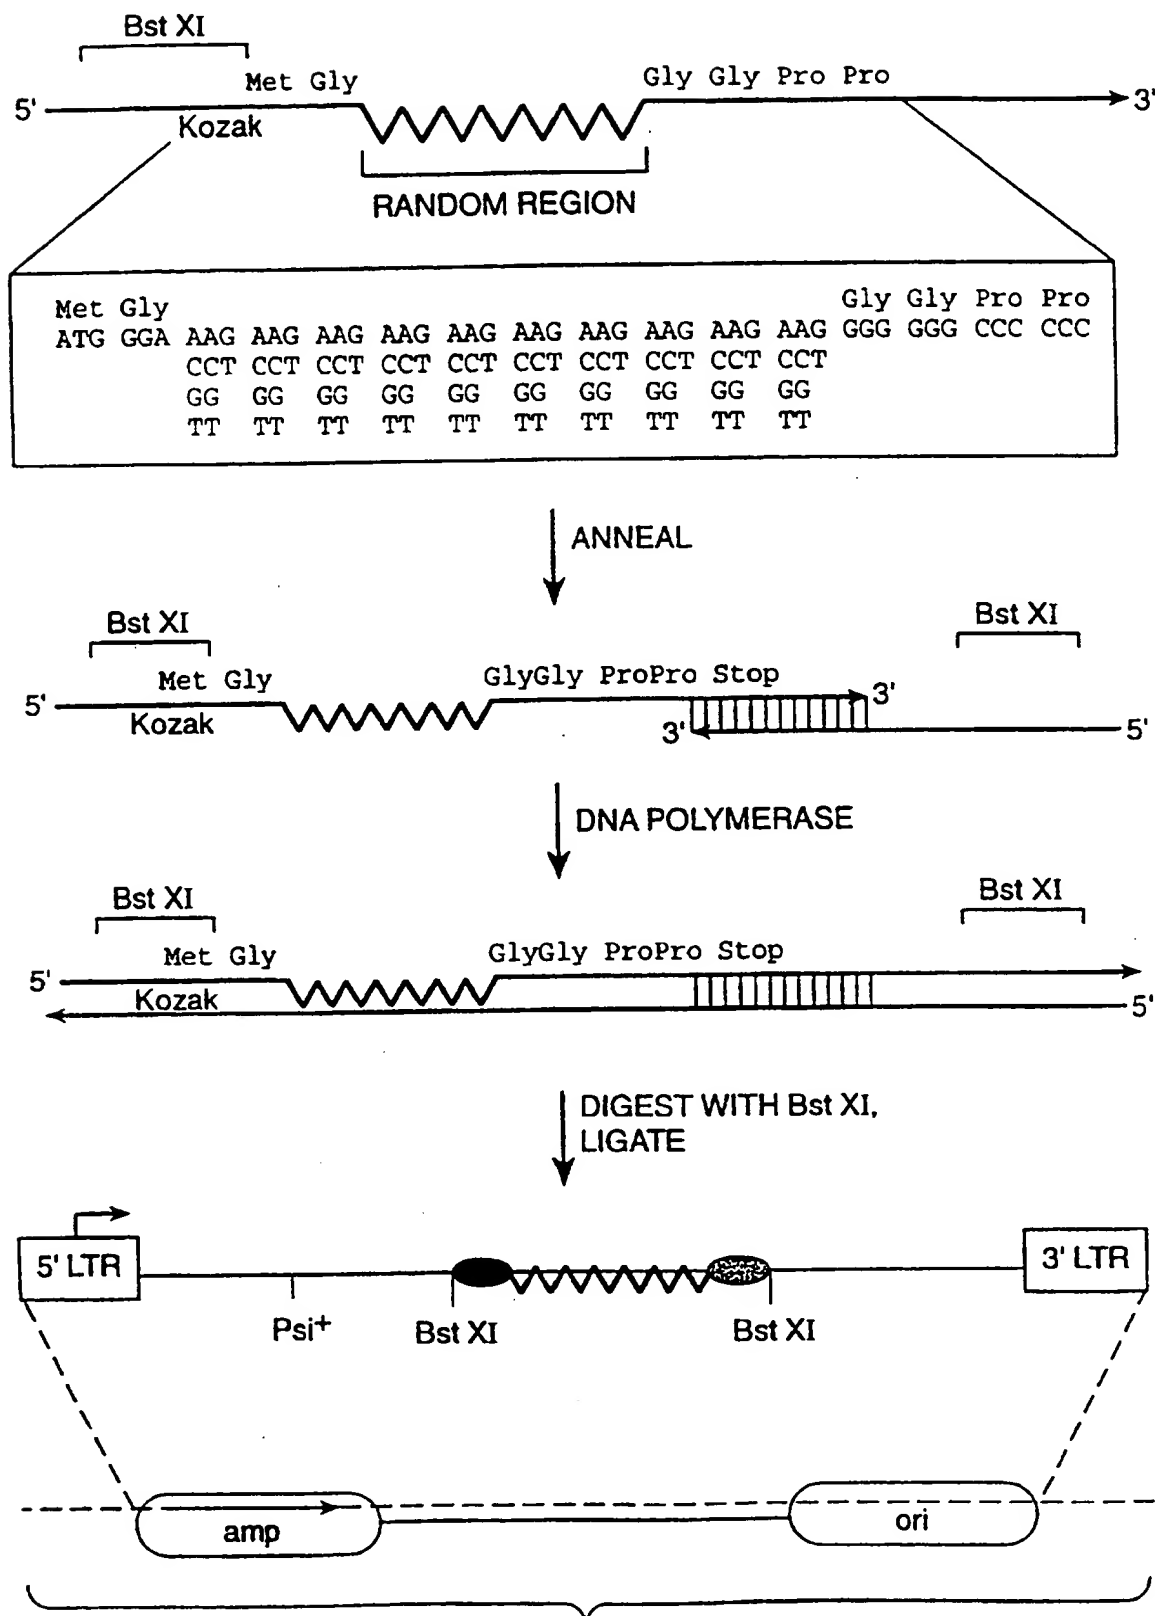 Bst XI
Met Gly
Gly Gly Pro Pro
5'
3'
Kozak
RANDOM REGION
Met Gly
Gly Gly Pro Pro
ATG GGA AAG AAG AAG AAG AAG AAG AAG AAG AAG AAG GGG GGG CCC CCC
CCT CCT CCT CCT CCT CCT CCT CCT CCT CCT
GG GG GG GG GG GG GG GG GG GG
TT TT TT TT TT TT TT TT TT TT
ANNEAL
Bst XI
Bst XI
Met Gly
GlyGly ProPro Stop
5'
3'
Kozak
3'
5'
DNA POLYMERASE
Bst XI
Bst XI
Met Gly
GlyGly ProPro Stop
5'
Kozak
5'
DIGEST WITH Bst XI,
LIGATE
5' LTR
3' LTR
Psi+
Bst XI
Bst XI
amp
ori